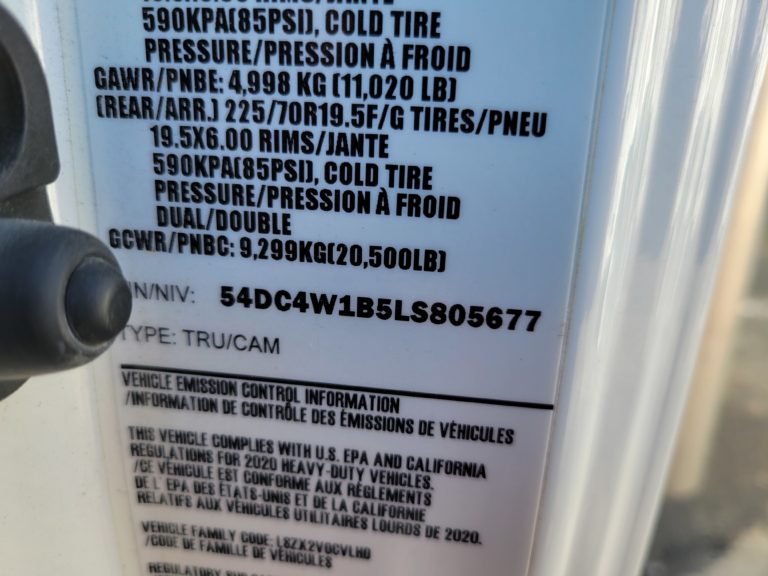 590KPA(85PSI), COLD TIRE
PRESSURE/PRESSION À FROID
GAWR/PNBE: 4,998 KG (11,020 LB)
(REAR/ARR.) 225/70R19.5F/G TIRES/PNEU
19.5X6.00 RIMS/JANTE
590KPA(85PSI), COLD TIRE
PRESSURE/PRESSION À FROID
DUAL/DOUBLE
GCWR/PNBC: 9,299KG(20,500LB)
IN/NIV: 54DC4W1B5LS805677
TYPE: TRU/CAM
VEHICLE EMISSION CONTROL INFORMATION
/INFORMATION DE CONTRÔLE DES ÉMISSIONS DE VÉHICULES
THIS VEHICLE COMPLIES WITH U.S. EPA AND CALIFORNIA
REGULATIONS FOR 2020 HEAVY-DUTY VEHICLES.
/CE VÉHICULE EST CONFORME AUX RÈGLEMENTS
DE L' EPA DES ÉTATS-UNIS ET DE LA CALIFORNIE
RELATIFS AUX VÉHICULES UTILITAIRES LOURDS DE 2020.
VEHICLE FAMILY CODE: LSZX2VOCVLHD
/CODE DE FAMILLE DE VÉHICULES